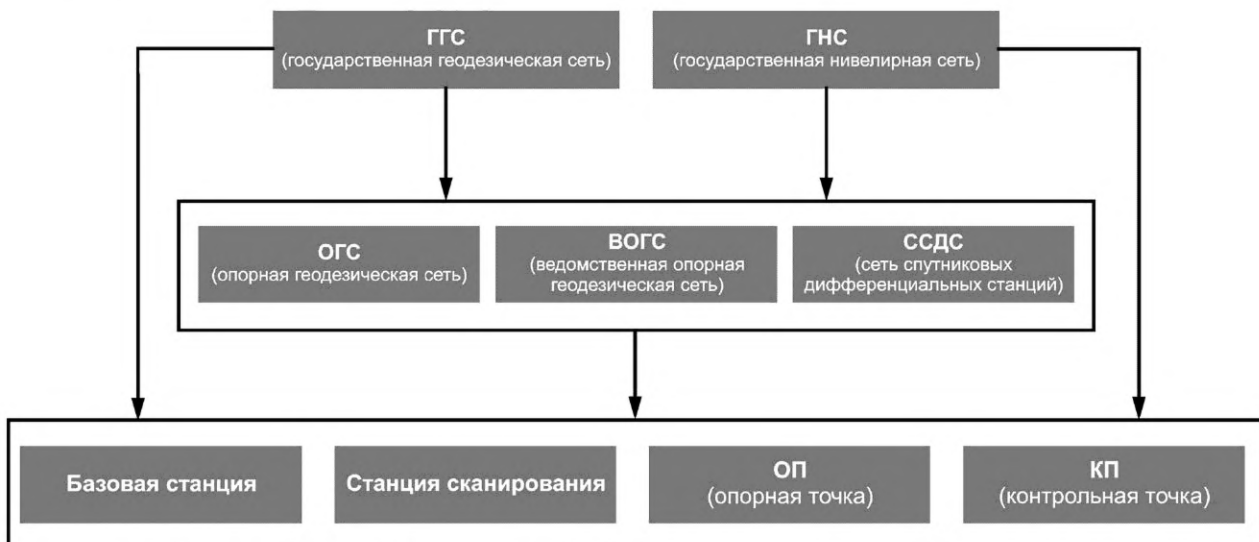 ГГС
(государственная геодезическая сеть)
ГНС
(государственная нивелирная сеть)
ОГС
(опорная геодезическая сеть)
ВОГС
(ведомственная опорная
геодезическая сеть)
ССДС
(сеть спутниковых
дифференциальных станций)
Базовая станция
Станция сканирования
ОП
(опорная точка)
КП
(контрольная точка)